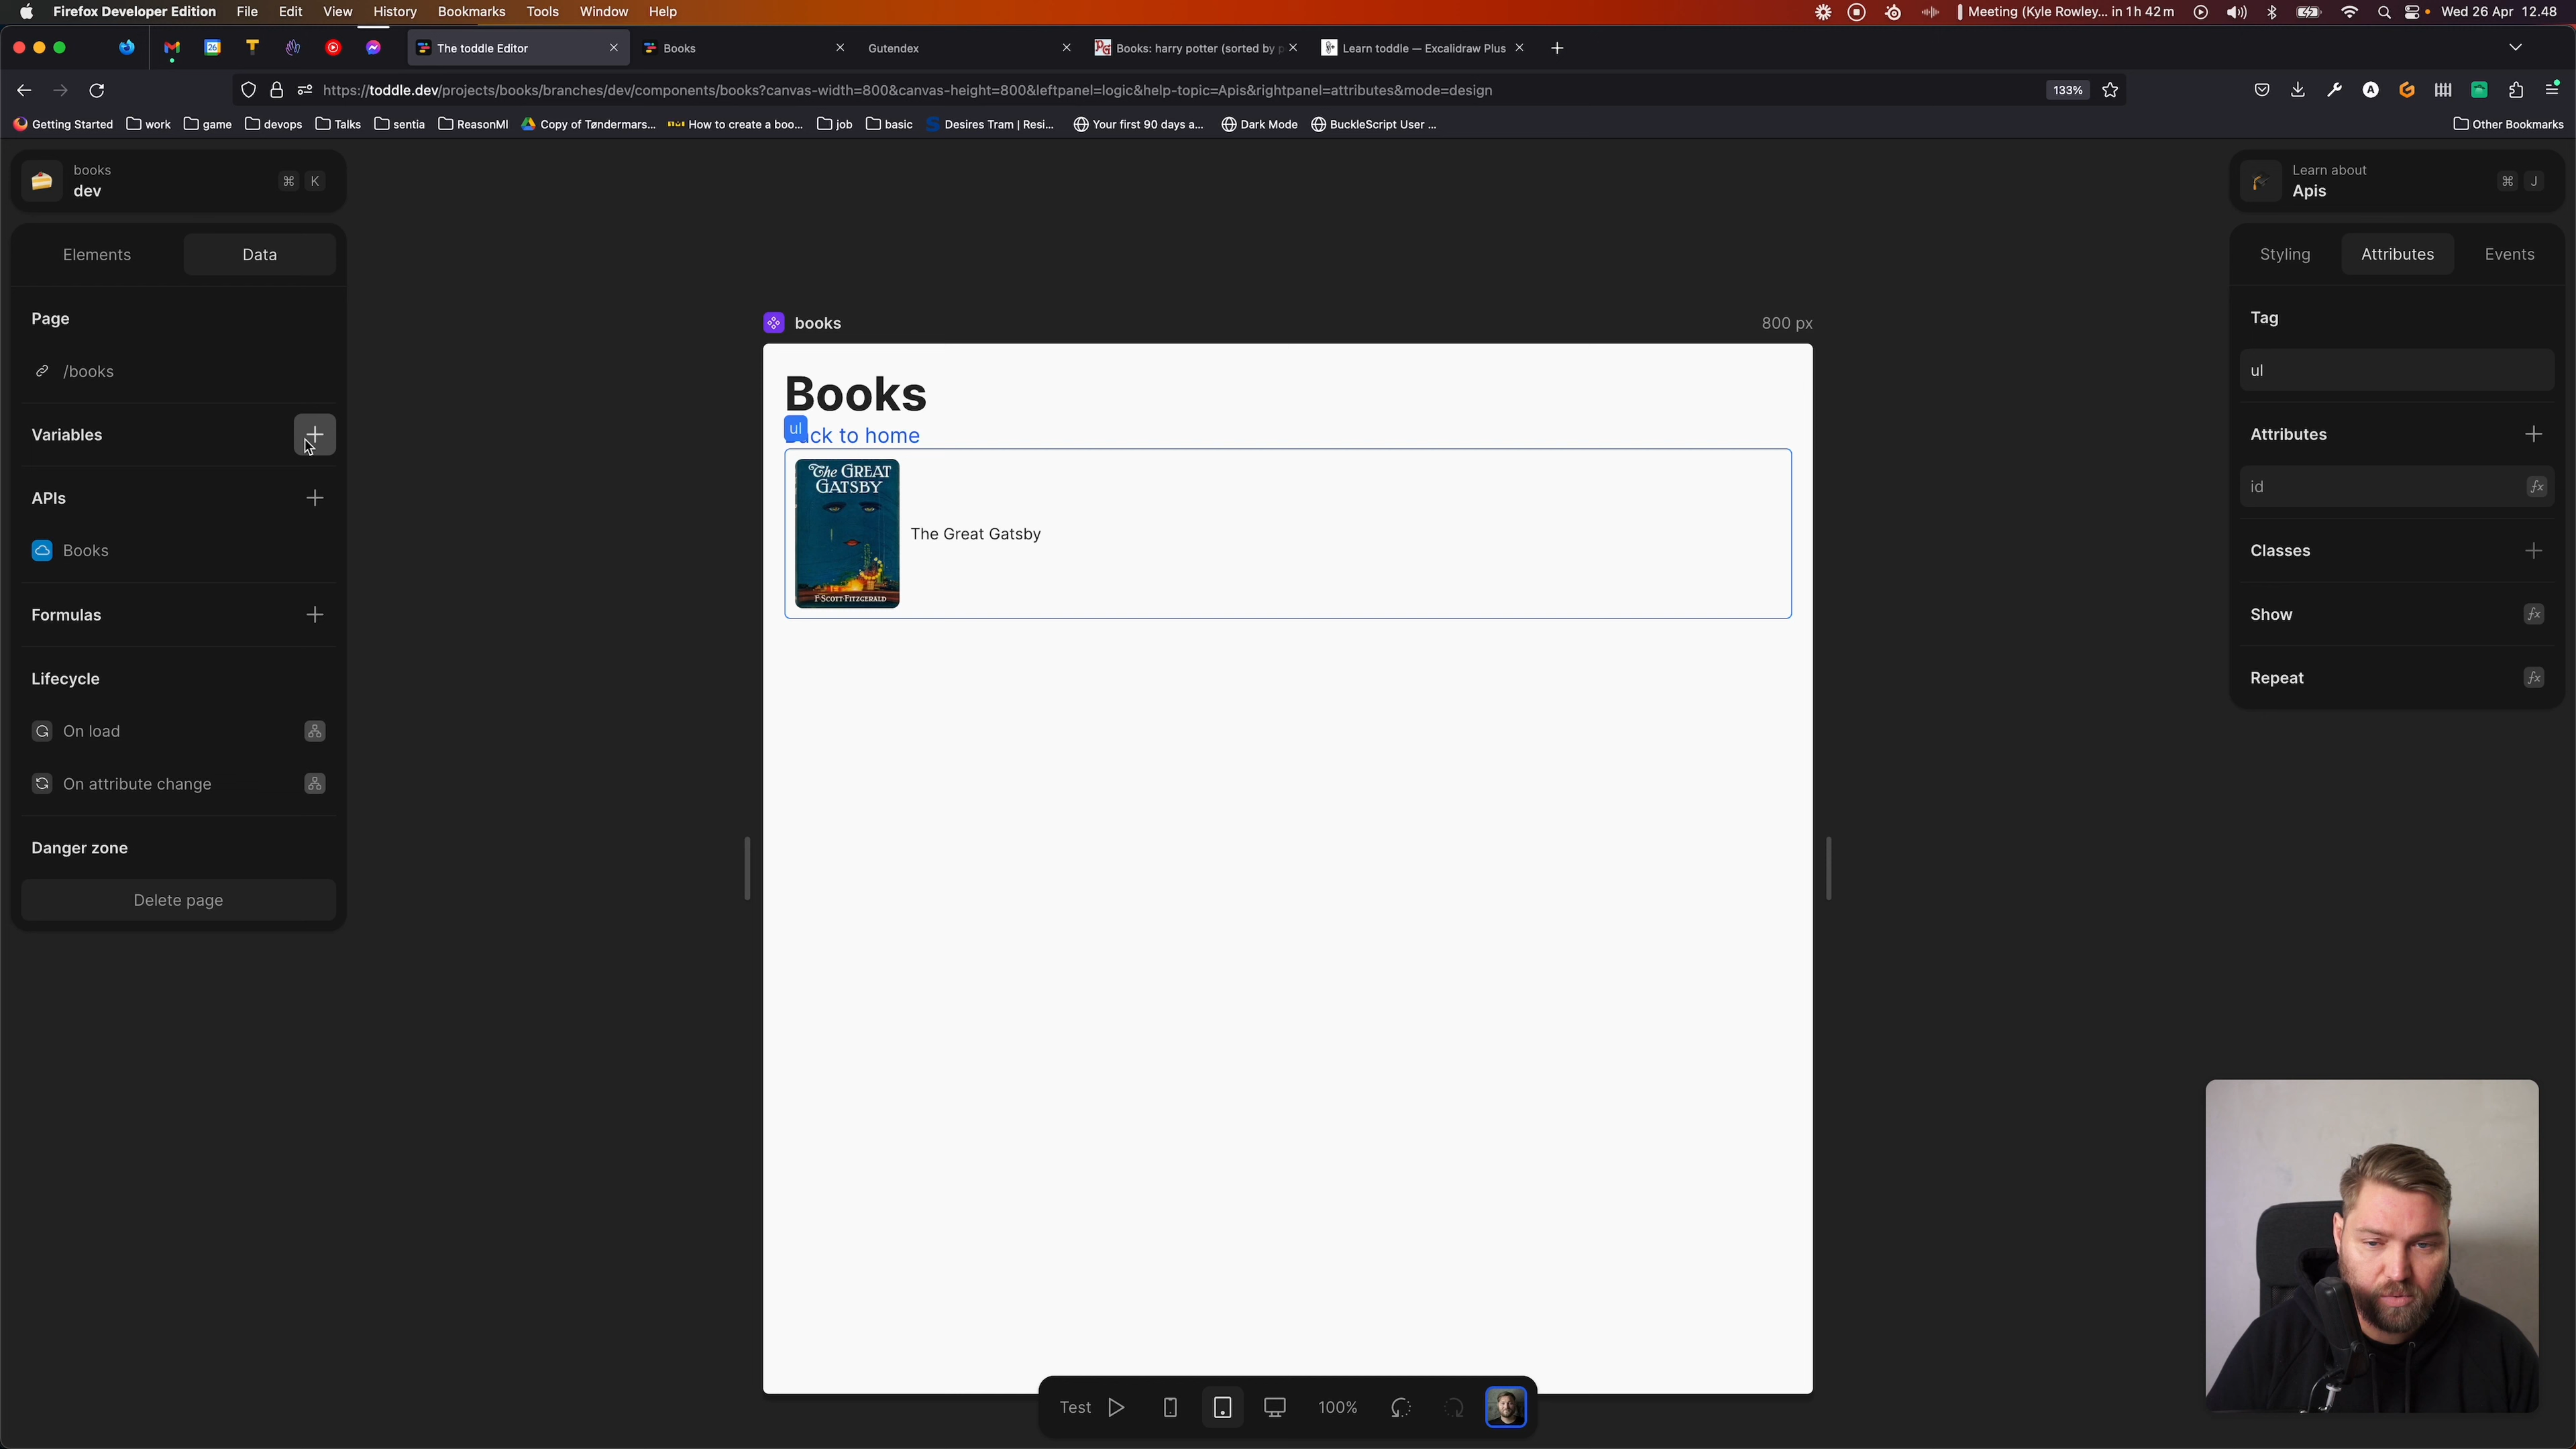 Firefox Developer Edition File Edit View History Bookmarks Tools Window Help
Meeting (Kyle Rowley... in 1 h 42 m
Wed 26 Apr 12.48
The toddle Editor
Books
Gutendex
Books: harry potter (sorted by p
Learn toddle — Excalidraw Plus
https://toddle.dev/projects/books/branches/dev/components/books?canvas-width=800&canvas-height=800&leftpanel=logic&help-topic=Apis&rightpanel=attributes&mode=design
133%
Getting Started
work
game
devops
Talks
sentia
ReasonMl
Copy of Tøndermars...
How to create a boo...
job
basic
Desires Tram | Resi...
Your first 90 days a...
Dark Mode
BuckleScript User ...
Other Bookmarks
books
dev
⌘ K
Elements
Data
Page
/books
Variables
APIs
Books
Formulas
Lifecycle
On load
On attribute change
Danger zone
Delete page
books
800 px
Books
ul
ck to home
The GREAT
GATSBY
F·SCOTT·FITZGERALD
The Great Gatsby
Test
100%
Learn about
Apis
⌘ J
Styling
Attributes
Events
Tag
ul
Attributes
id
fx
Classes
Show
fx
Repeat
fx